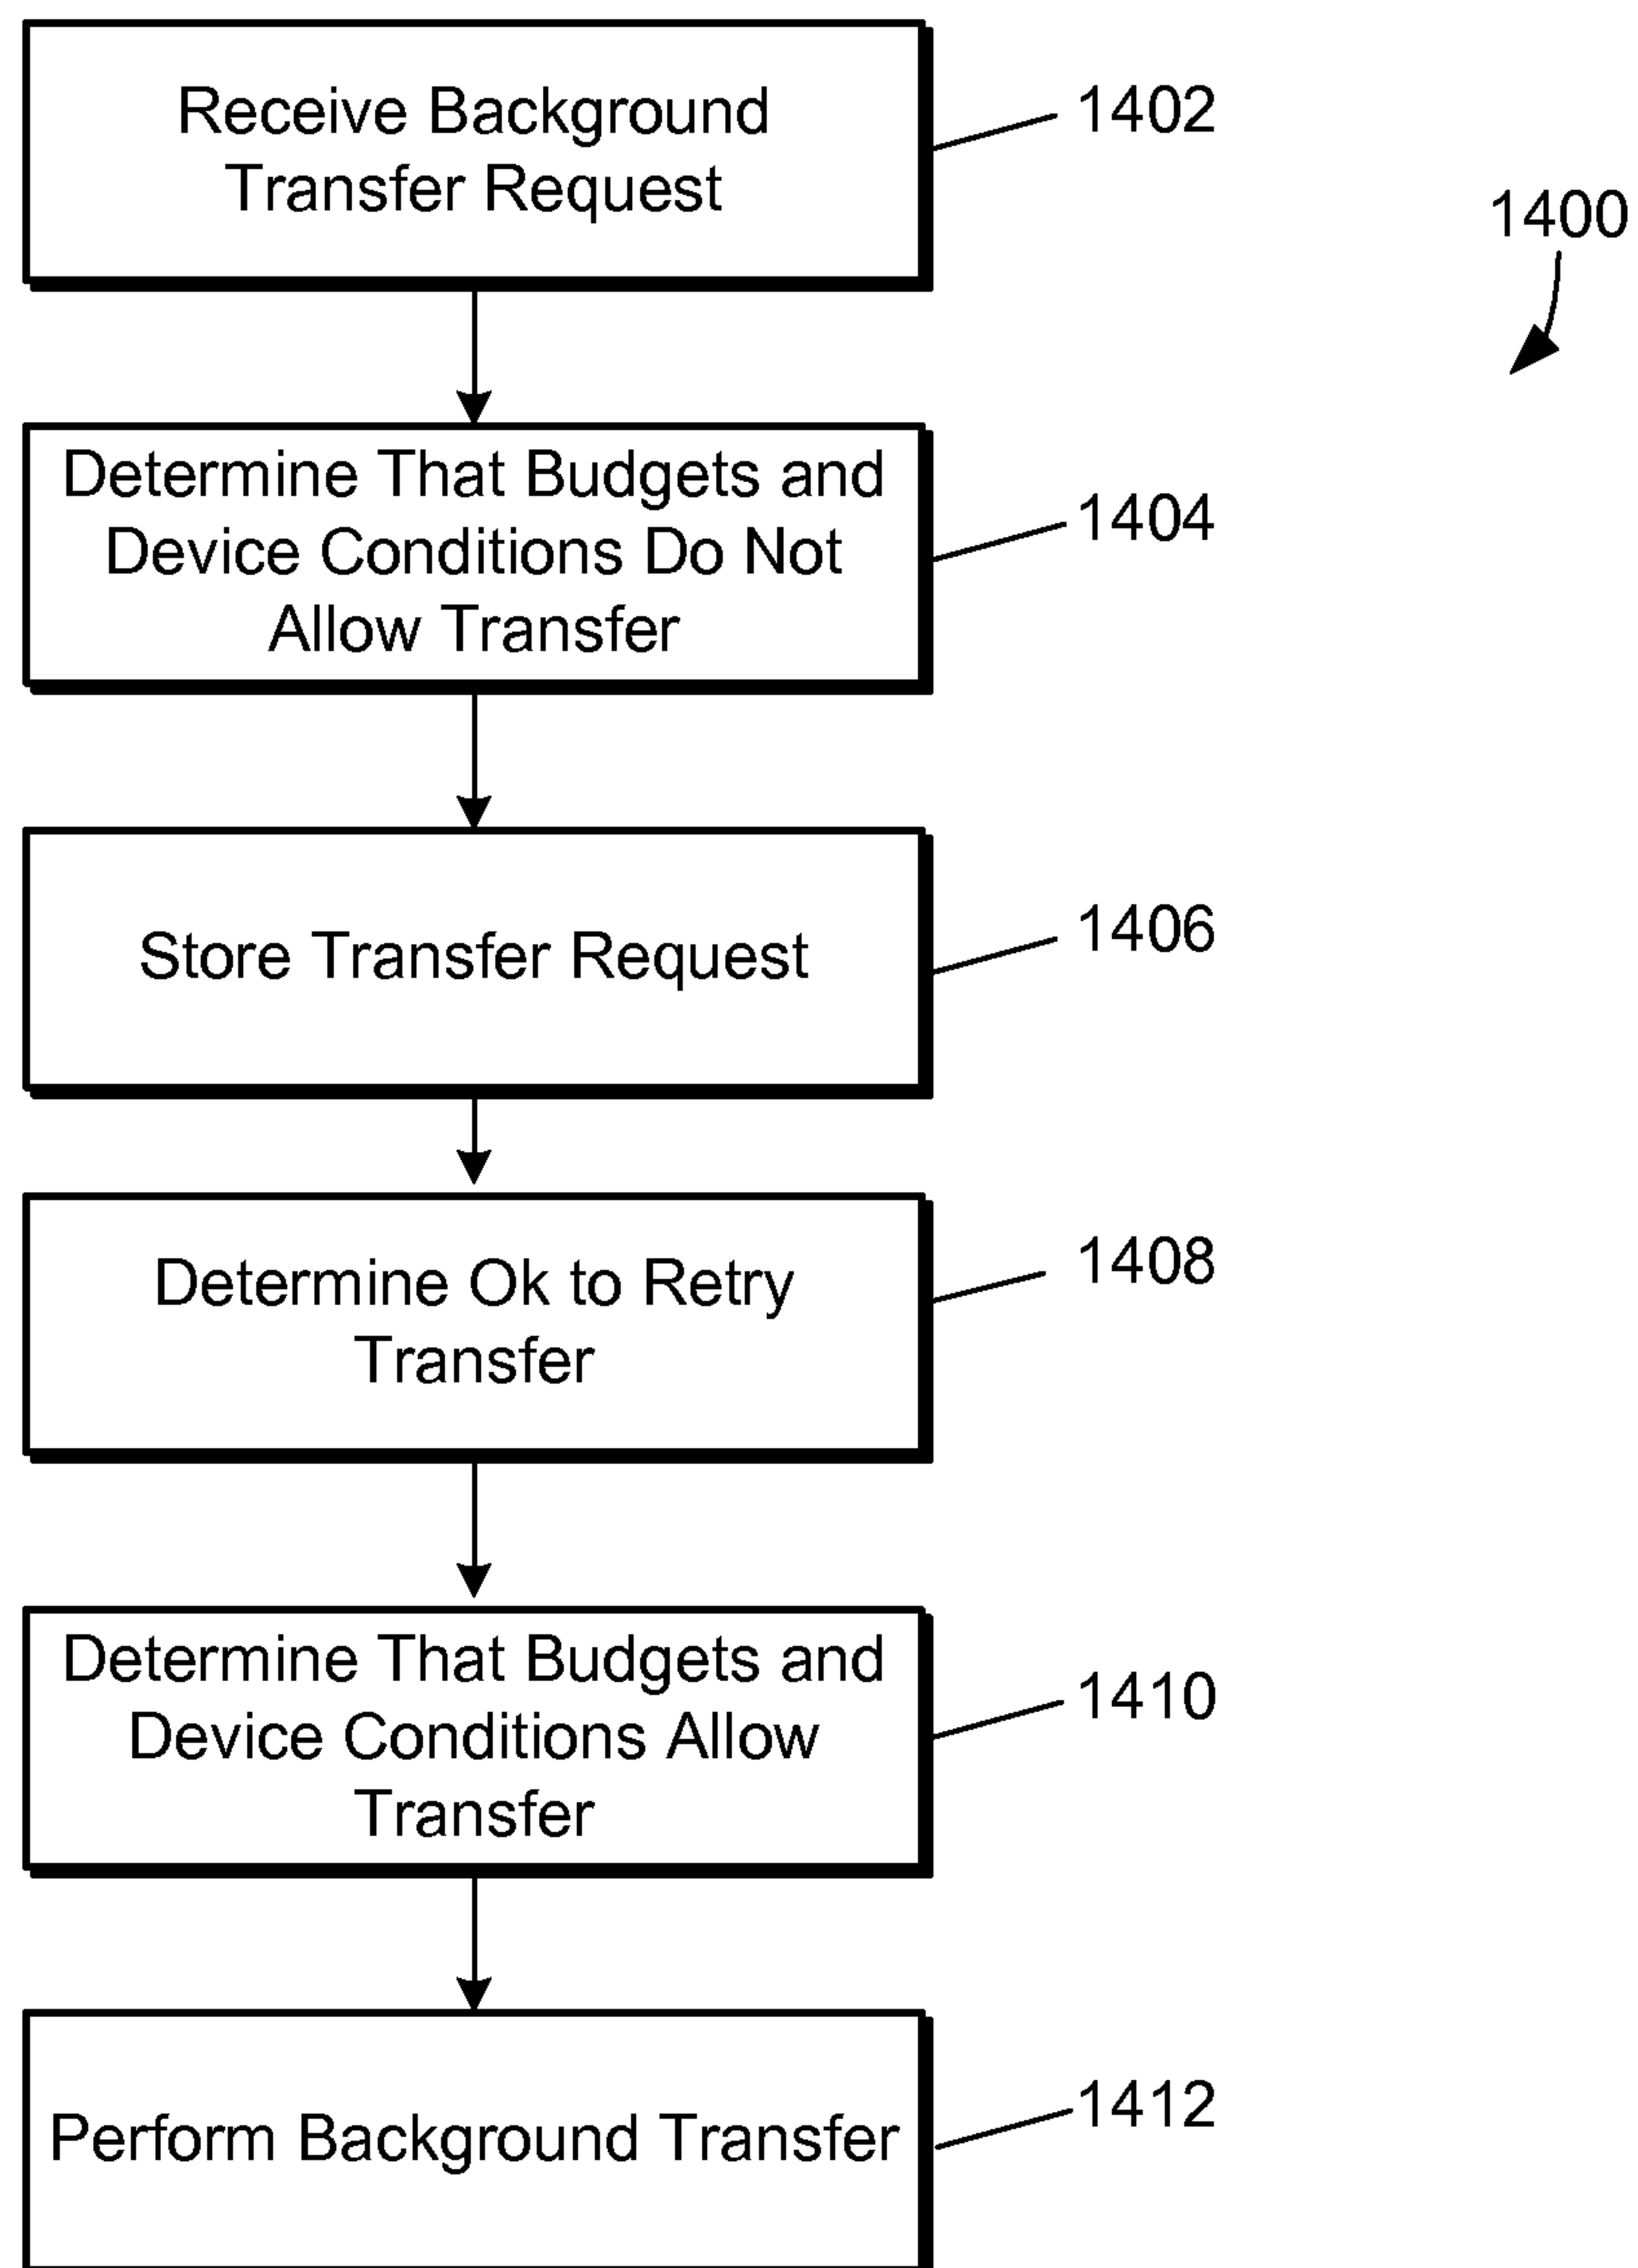 Receive Background
Transfer Request
1402
1400
Determine That Budgets and
Device Conditions Do Not
Allow Transfer
1404
Store Transfer Request
1406
Determine Ok to Retry
Transfer
1408
Determine That Budgets and
Device Conditions Allow
Transfer
1410
Perform Background Transfer
1412